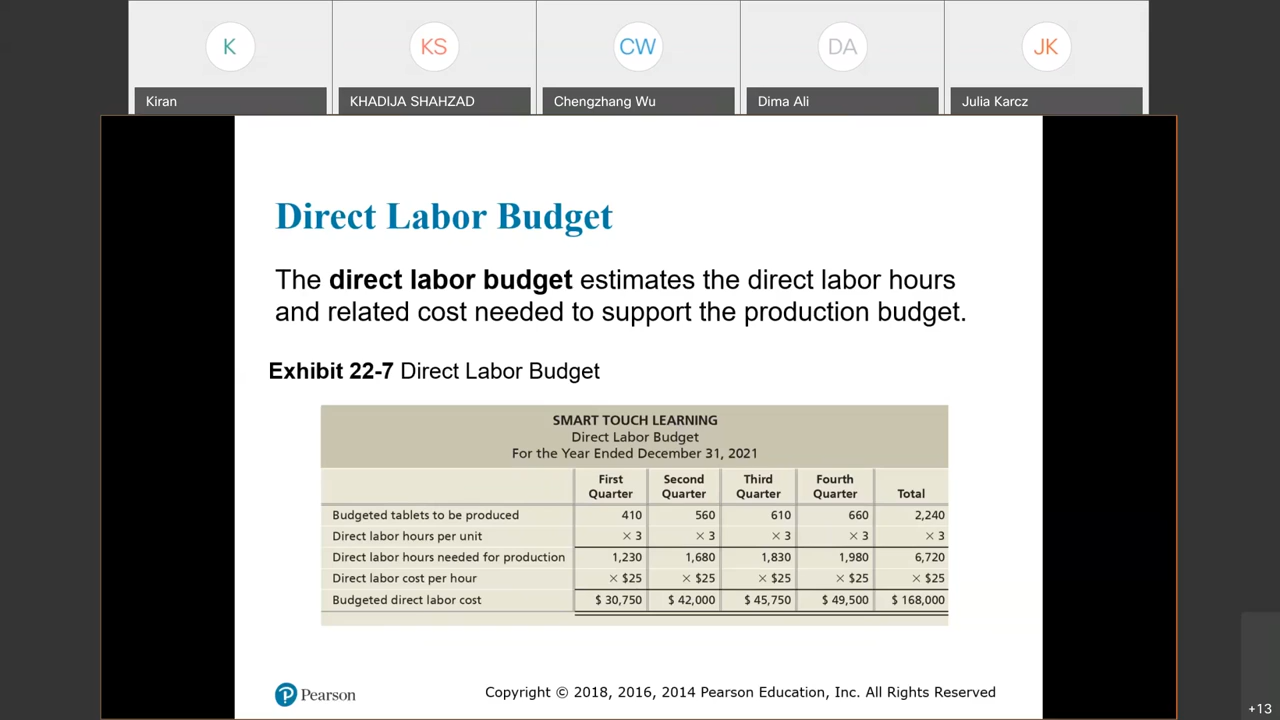 K
KS
CW
DA
JK
Kiran
KHADIJA SHAHZAD
Chengzhang Wu
Dima Ali
Julia Karcz
Direct Labor Budget
The direct labor budget estimates the direct labor hours
and related cost needed to support the production budget.
Exhibit 22-7 Direct Labor Budget
SMART TOUCH LEARNING
Direct Labor Budget
For the Year Ended December 31, 2021
First Quarter Second Quarter Third Quarter Fourth Quarter Total
Budgeted tablets to be produced 410 560 610 660 2,240
Direct labor hours per unit × 3 × 3 × 3 × 3 × 3
Direct labor hours needed for production 1,230 1,680 1,830 1,980 6,720
Direct labor cost per hour × $25 × $25 × $25 × $25 × $25
Budgeted direct labor cost $ 30,750 $ 42,000 $ 45,750 $ 49,500 $ 168,000
P Pearson
Copyright © 2018, 2016, 2014 Pearson Education, Inc. All Rights Reserved
+13